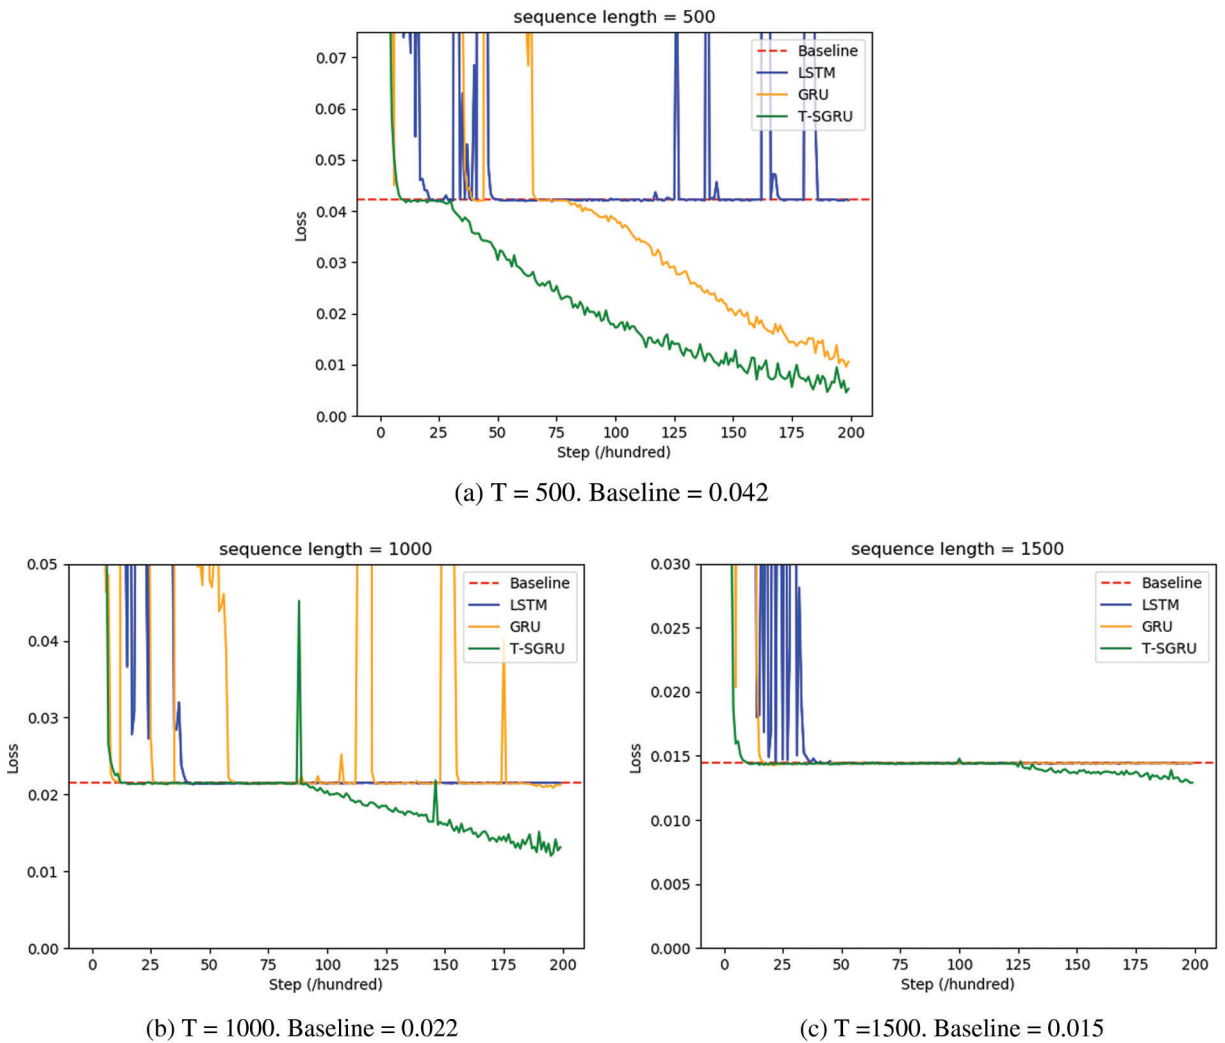 sequence length = 500
Loss
0.07
0.06
0.05
0.04
0.03
0.02
0.01
0.00
Baseline
LSTM
GRU
T-SGRU
0 25 50 75 100 125 150 175 200
Step (/hundred)
(a) T = 500. Baseline = 0.042
sequence length = 1000
Loss
0.05
0.04
0.03
0.02
0.01
0.00
Baseline
LSTM
GRU
T-SGRU
0 25 50 75 100 125 150 175 200
Step (/hundred)
(b) T = 1000. Baseline = 0.022
sequence length = 1500
Loss
0.030
0.025
0.020
0.015
0.010
0.005
0.000
Baseline
LSTM
GRU
T-SGRU
0 25 50 75 100 125 150 175 200
Step (/hundred)
(c) T =1500. Baseline = 0.015